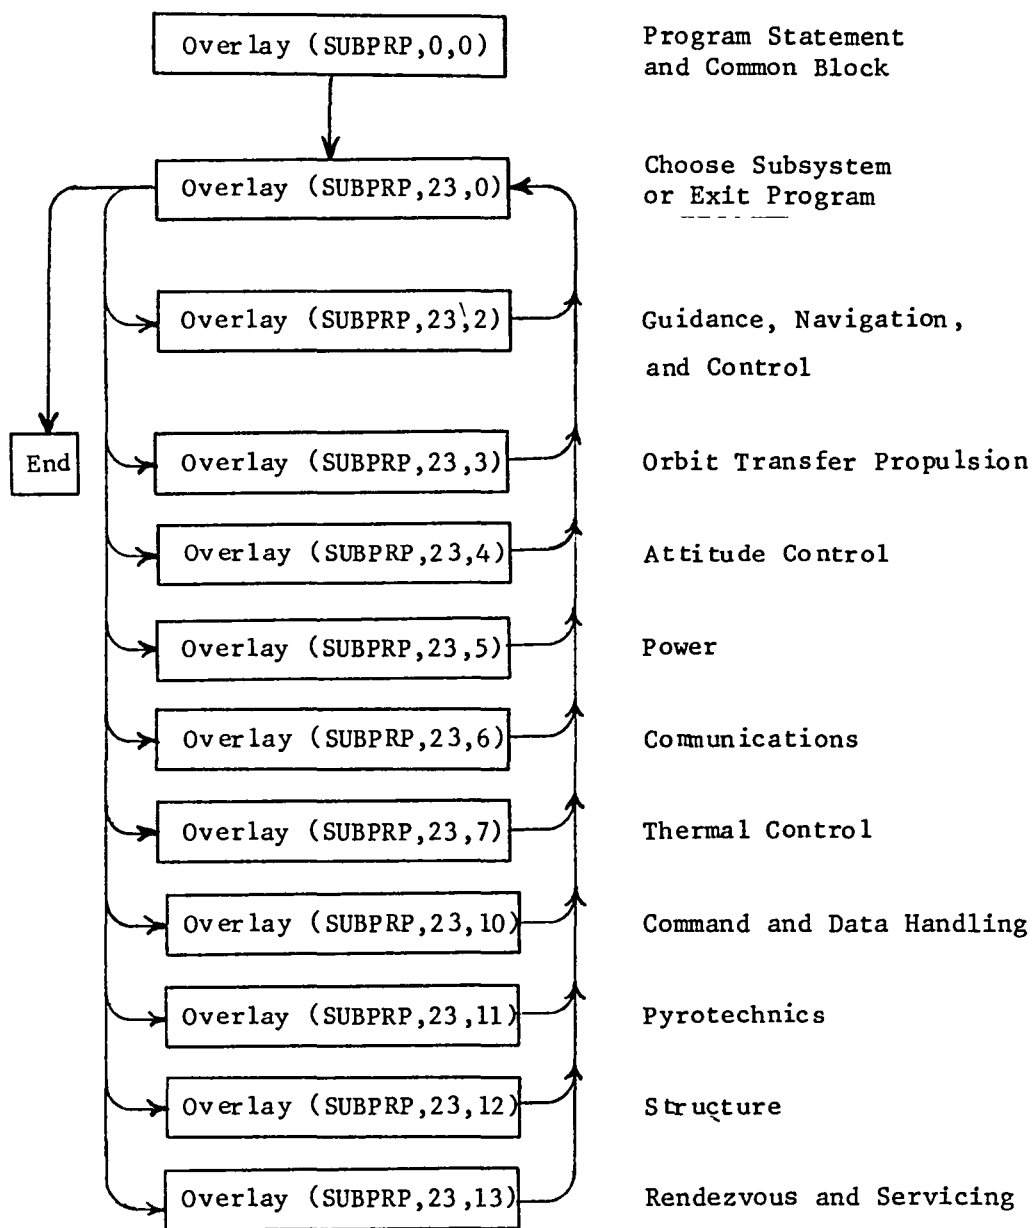 Overlay (SUBPRP,0,0)
Program Statement
and Common Block
Overlay (SUBPRP,23,0)
Choose Subsystem
or Exit Program
Overlay (SUBPRP,23,2)
Guidance, Navigation,
and Control
End
Overlay (SUBPRP,23,3)
Orbit Transfer Propulsion
Overlay (SUBPRP,23,4)
Attitude Control
Overlay (SUBPRP,23,5)
Power
Overlay (SUBPRP,23,6)
Communications
Overlay (SUBPRP,23,7)
Thermal Control
Overlay (SUBPRP,23,10)
Command and Data Handling
Overlay (SUBPRP,23,11)
Pyrotechnics
Overlay (SUBPRP,23,12)
Structure
Overlay (SUBPRP,23,13)
Rendezvous and Servicing